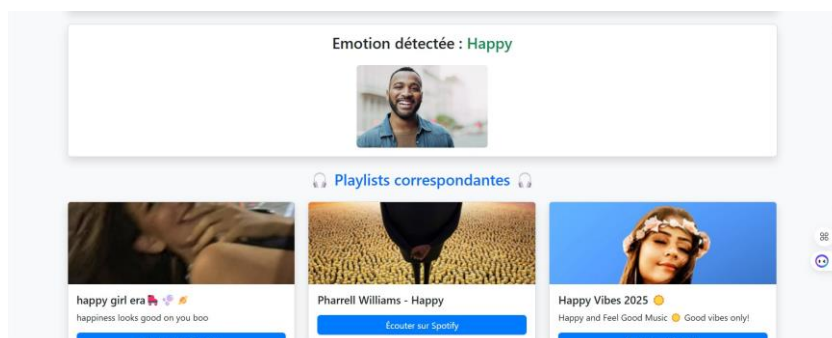 Emotion détectée : Happy
🎧 Playlists correspondantes 🎧
happy girl era
happiness looks good on you boo
Pharrell Williams - Happy
Écouter sur Spotify
Happy Vibes 2025 🌞
Happy and Feel Good Music 🌞 Good vibes only!